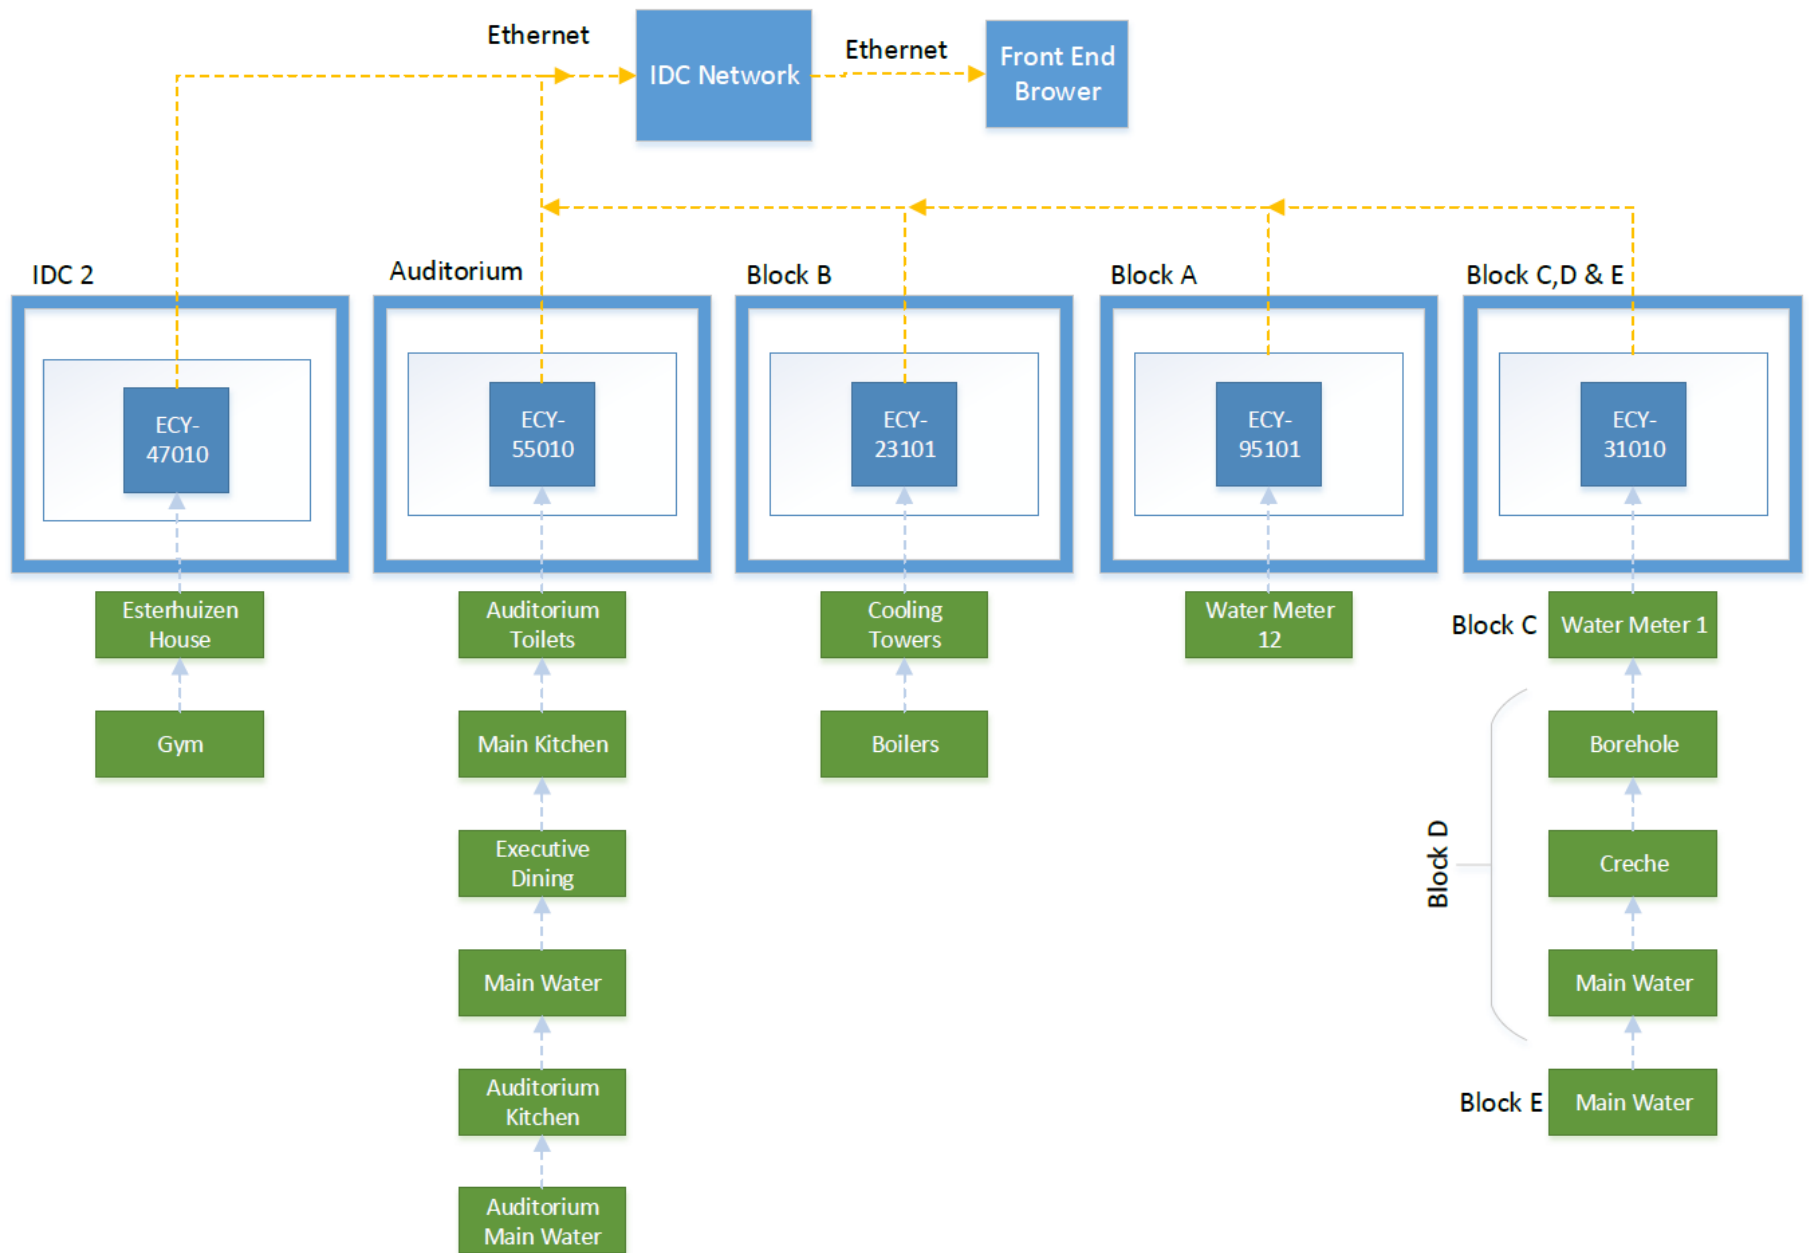 Ethernet
IDC Network
Ethernet
Front End
Brower
IDC 2
Auditorium
Block B
Block A
Block C,D & E
ECY-
47010
ECY-
55010
ECY-
23101
ECY-
95101
ECY-
31010
Esterhuizen
House
Gym
Auditorium
Toilets
Main Kitchen
Executive
Dining
Main Water
Auditorium
Kitchen
Auditorium
Main Water
Cooling
Towers
Boilers
Water Meter
12
Block C
Water Meter 1
Block D
Borehole
Creche
Main Water
Block E
Main Water